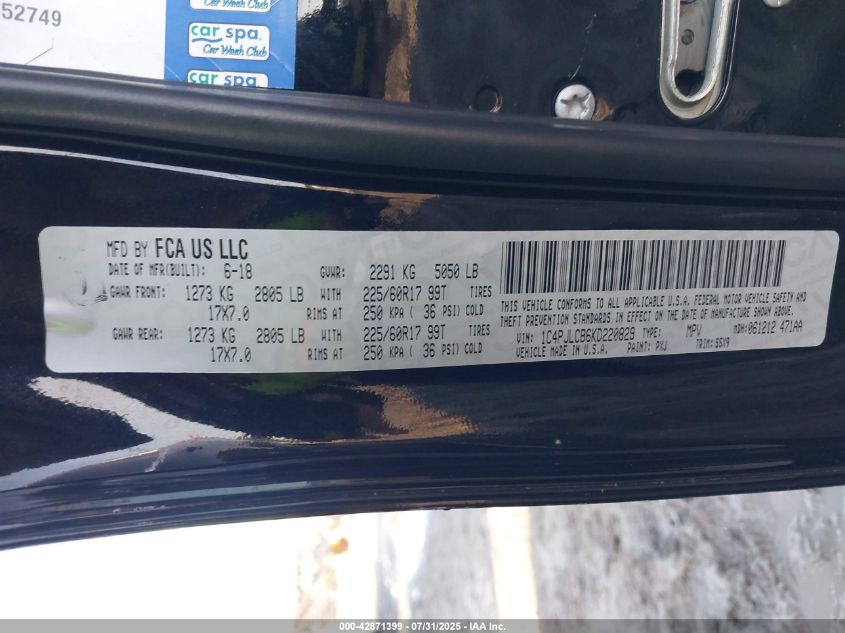 52749
Car Wash Club
car spa.
Car Wash Club
car spa.
MFD BY FCA US LLC
DATE OF MFR(BUILT): 6-18 GVWR: 2291 KG 5050 LB
GAWR FRONT: 1273 KG 2805 LB WITH 225/60R17 99T TIRES
17X7.0 RIMS AT 250 KPA ( 36 PSI) COLD
GAWR REAR: 1273 KG 2805 LB WITH 225/60R17 99T TIRES
17X7.0 RIMS AT 250 KPA ( 36 PSI) COLD
THIS VEHICLE CONFORMS TO ALL APPLICABLE U.S.A. FEDERAL MOTOR VEHICLE SAFETY AND
THEFT PREVENTION STANDARDS IN EFFECT ON THE DATE OF MANUFACTURE SHOWN ABOVE.
VIN: 1C4PJLCB6KD220829 TYPE: MPV MDH: 061212 471AA
VEHICLE MADE IN U.S.A. PAINT: PXJ TRIM: S5X9
000-42871399 - 07/31/2025 - IAA Inc.